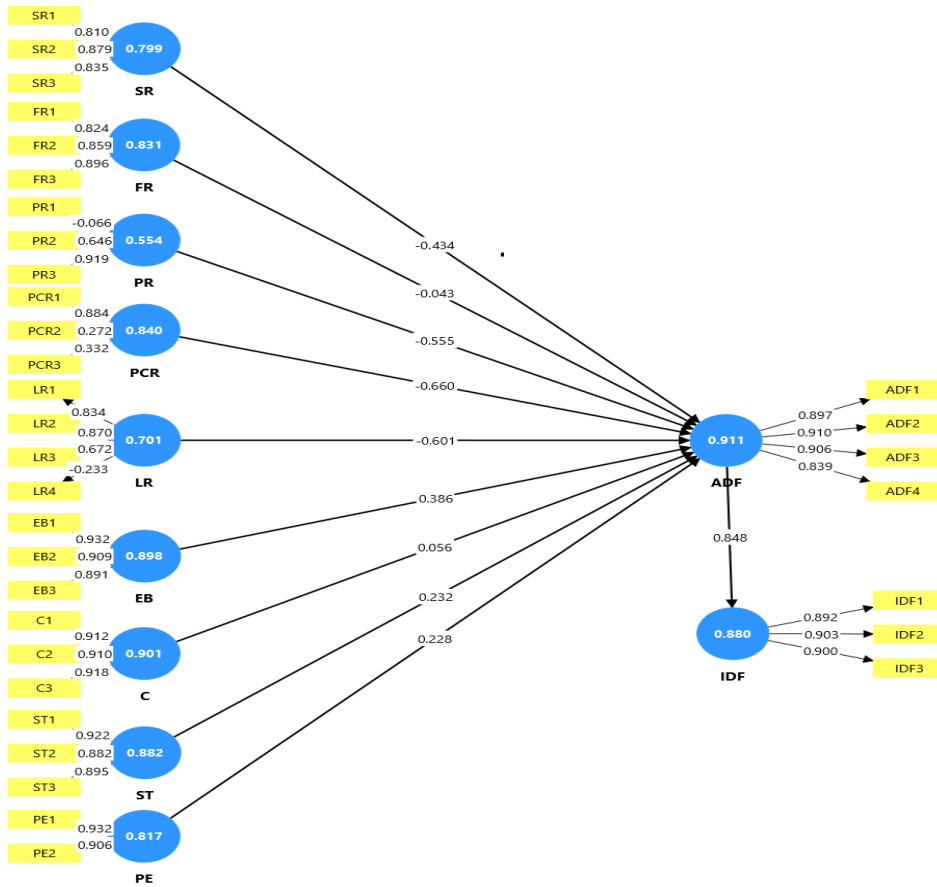 SR1
0.810
SR2
0.879
0.799
0.835
SR3
SR
FR1
0.824
FR2
0.859
0.831
0.896
FR3
FR
PR1
-0.066
PR2
0.646
0.554
0.919
PR3
PR
PCR1
0.884
PCR2
0.272
0.840
0.332
PCR3
PCR
LR1
0.834
LR2
0.870
0.701
0.672
LR3
-0.233
LR4
LR
EB1
0.932
EB2
0.909
0.898
0.891
EB3
EB
C1
0.912
C2
0.910
0.901
0.918
C3
C
ST1
0.922
ST2
0.882
0.882
0.895
ST3
ST
PE1
0.932
0.817
0.906
PE2
PE
-0.434
-0.043
-0.555
-0.660
-0.601
0.386
0.056
0.232
0.228
0.911
ADF
0.897
ADF1
0.910
ADF2
0.906
ADF3
0.839
ADF4
0.848
0.880
IDF
0.892
IDF1
0.903
IDF2
0.900
IDF3